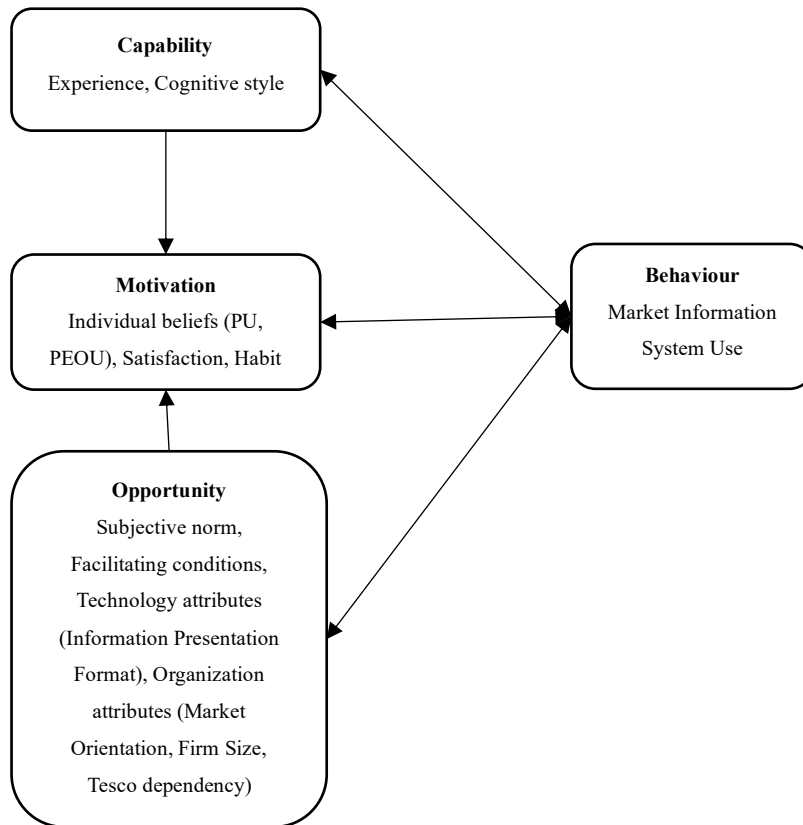 Capability
Experience, Cognitive style
Motivation
Individual beliefs (PU,
PEOU), Satisfaction, Habit
Behaviour
Market Information
System Use
Opportunity
Subjective norm,
Facilitating conditions,
Technology attributes
(Information Presentation
Format), Organization
attributes (Market
Orientation, Firm Size,
Tesco dependency)